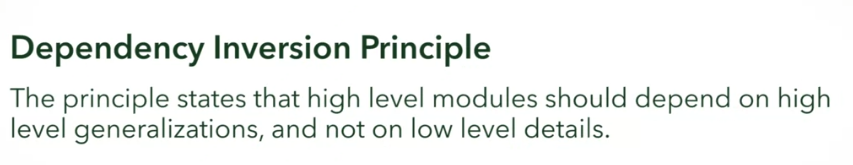 Dependency Inversion Principle
The principle states that high level modules should depend on high
level generalizations, and not on low level details.